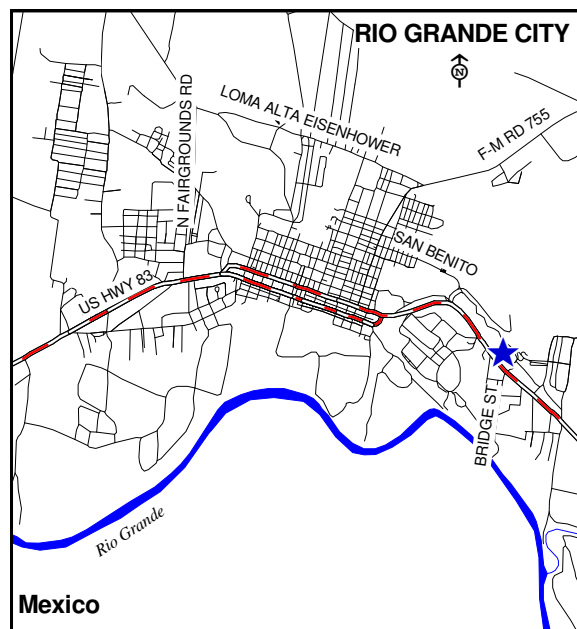 RIO GRANDE CITY
N
LOMA ALTA EISENHOWER
F-M RD 755
N FAIRGROUNDS RD
SAN BENITO
US HWY 83
BRIDGE ST
Rio Grande
Mexico